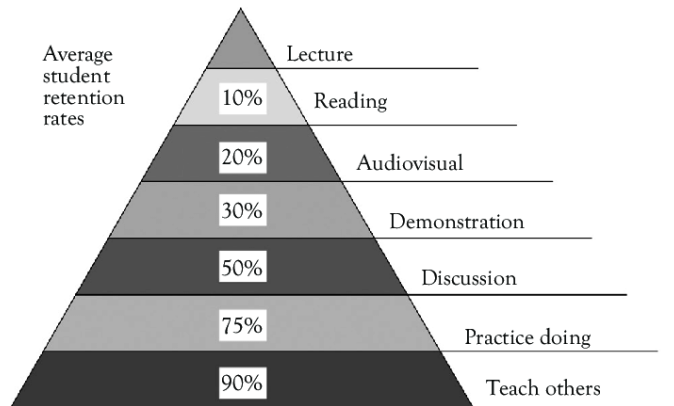 Average
student
retention
rates
Lecture
10% Reading
20% Audiovisual
30% Demonstration
50% Discussion
75% Practice doing
90% Teach others